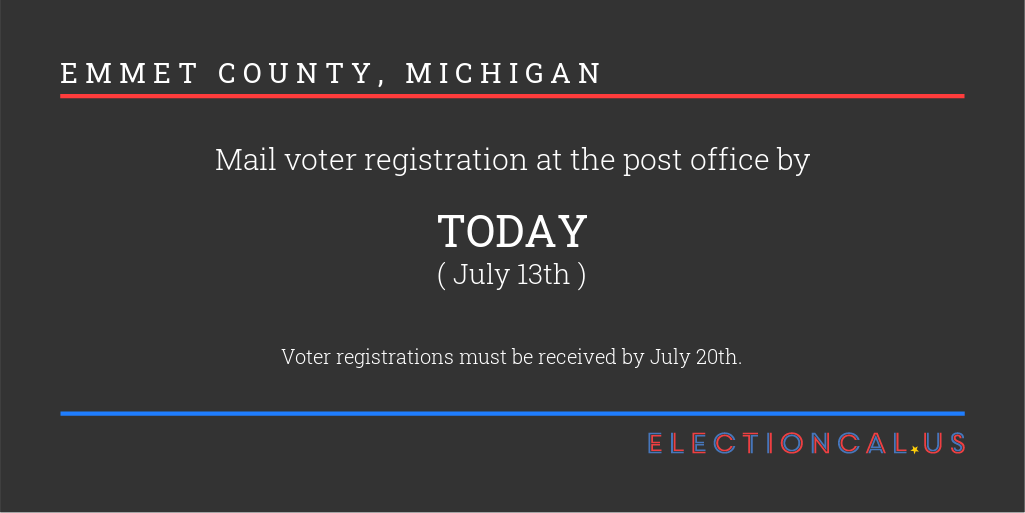 EMMET COUNTY, MICHIGAN
Mail voter registration at the post office by
TODAY
( July 13th )
Voter registrations must be received by July 20th.
ELECTIONCAL.US